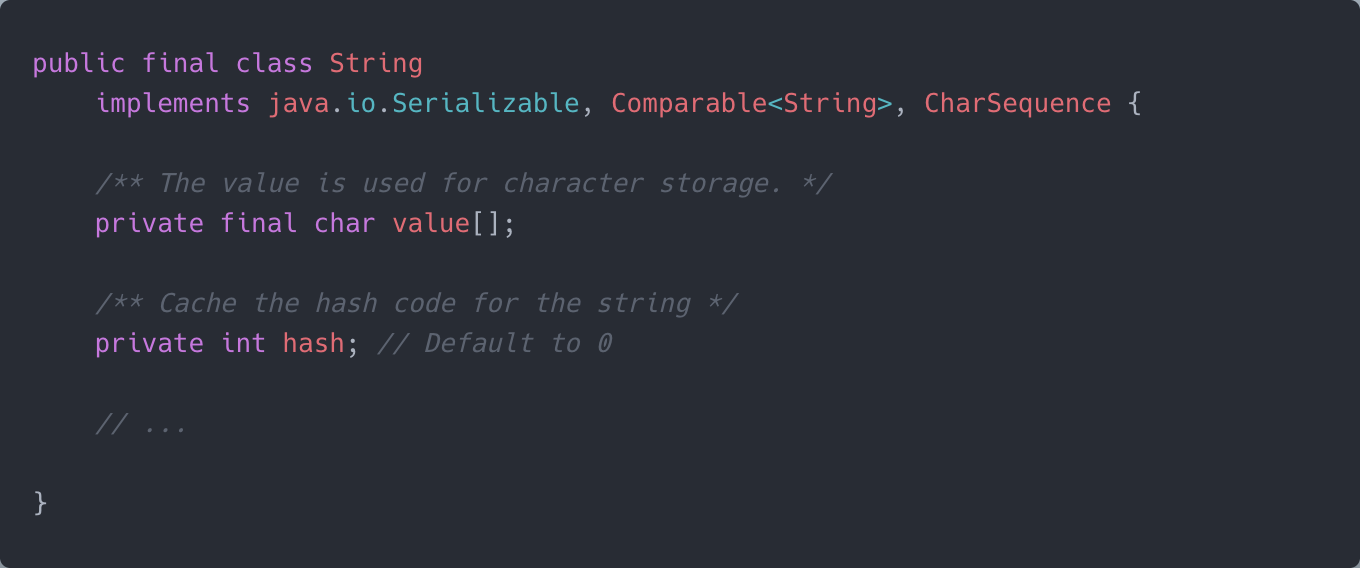 public final class String
    implements java.io.Serializable, Comparable<String>, CharSequence {
    /** The value is used for character storage. */
    private final char value[];
    /** Cache the hash code for the string */
    private int hash; // Default to 0
    // ...
}